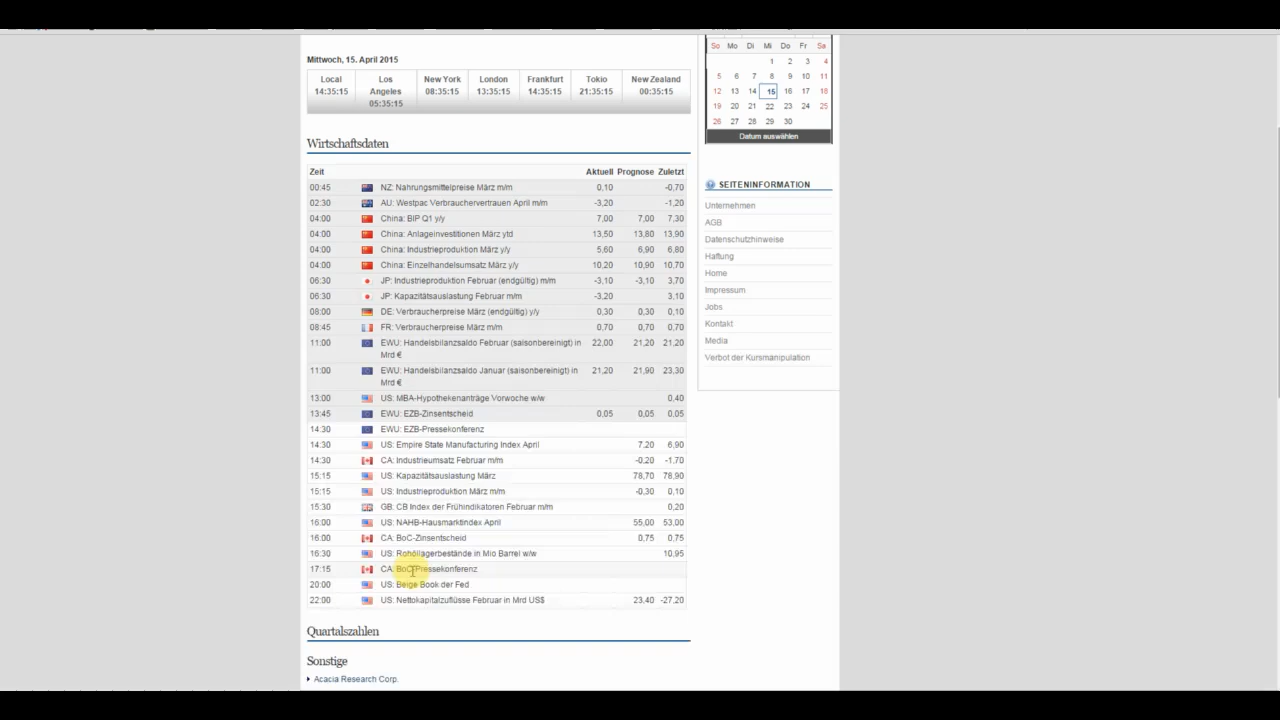 Mittwoch, 15. April 2015
Local Los Angeles New York London Frankfurt Tokio New Zealand
14:35:15 05:35:15 08:35:15 13:35:15 14:35:15 21:35:15 00:35:15
Wirtschaftsdaten
Zeit Aktuell Prognose Zuletzt
00:45 NZ: Nahrungsmittelpreise März m/m 0,10 -0,70
02:30 AU: Westpac Verbrauchervertrauen April m/m -3,20 -1,20
04:00 China: BIP Q1 y/y 7,00 7,00 7,30
04:00 China: Anlageinvestitionen März ytd 13,50 13,80 13,90
04:00 China: Industrieproduktion März y/y 5,60 6,90 6,80
04:00 China: Einzelhandelsumsatz März y/y 10,20 10,90 10,70
06:30 JP: Industrieproduktion Februar (endgültig) m/m -3,10 -3,10 3,70
06:30 JP: Kapazitätsauslastung Februar m/m -3,20 3,10
08:00 DE: Verbraucherpreise März (endgültig) y/y 0,30 0,30 0,10
08:45 FR: Verbraucherpreise März m/m 0,70 0,70 0,70
11:00 EWU: Handelsbilanzsaldo Februar (saisonbereinigt) in 22,00 21,20 21,20
Mrd €
11:00 EWU: Handelsbilanzsaldo Januar (saisonbereinigt) in 21,20 21,90 23,30
Mrd €
13:00 US: MBA-Hypothekenanträge Vorwoche w/w 0,40
13:45 EWU: EZB-Zinsentscheid 0,05 0,05 0,05
14:30 EWU: EZB-Pressekonferenz
14:30 US: Empire State Manufacturing Index April 7,20 6,90
14:30 CA: Industrieumsatz Februar m/m -0,20 -1,70
15:15 US: Kapazitätsauslastung März 78,70 78,90
15:15 US: Industrieproduktion März m/m -0,30 0,10
15:30 GB: CB Index der Frühindikatoren Februar m/m 0,20
16:00 US: NAHB-Hausmarktindex April 55,00 53,00
16:00 CA: BoC-Zinsentscheid 0,75 0,75
16:30 US: Rohöllagerbestände in Mio Barrel w/w 10,95
17:15 CA: BoC-Pressekonferenz
20:00 US: Beige Book der Fed
22:00 US: Nettokapitalzuflüsse Februar in Mrd US$ 23,40 -27,20
Quartalszahlen
Sonstige
Acacia Research Corp.
So Mo Di Mi Do Fr Sa
1 2 3 4
5 6 7 8 9 10 11
12 13 14 15 16 17 18
19 20 21 22 23 24 25
26 27 28 29 30
Datum auswählen
SEITENINFORMATION
Unternehmen
AGB
Datenschutzhinweise
Haftung
Home
Impressum
Jobs
Kontakt
Media
Verbot der Kursmanipulation